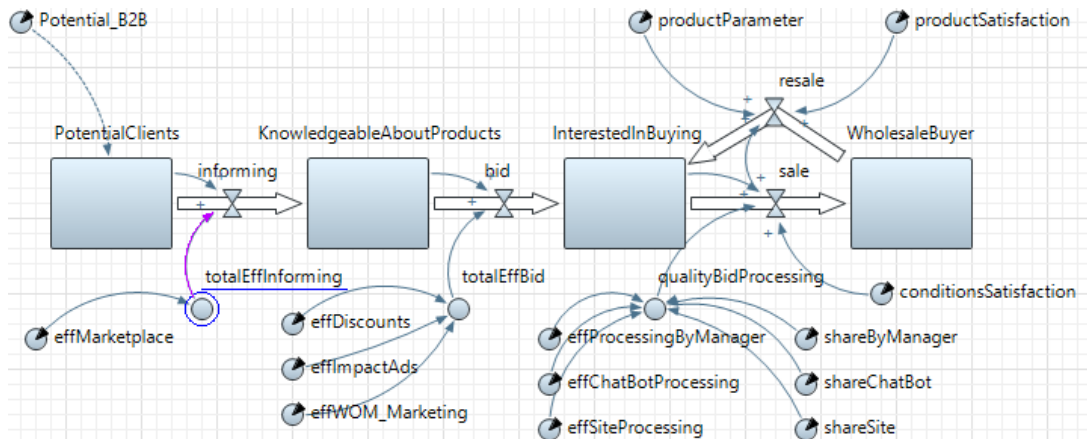 Potential_B2B
productParameter
productSatisfaction
resale
PotentialClients
KnowledgeableAboutProducts
InterestedInBuying
WholesaleBuyer
informing
bid
sale
totalEffInforming
totalEffBid
qualityBidProcessing
conditionsSatisfaction
effMarketplace
effDiscounts
effProcessingByManager
shareByManager
effImpactAds
effChatBotProcessing
shareChatBot
effWOM_Marketing
effSiteProcessing
shareSite